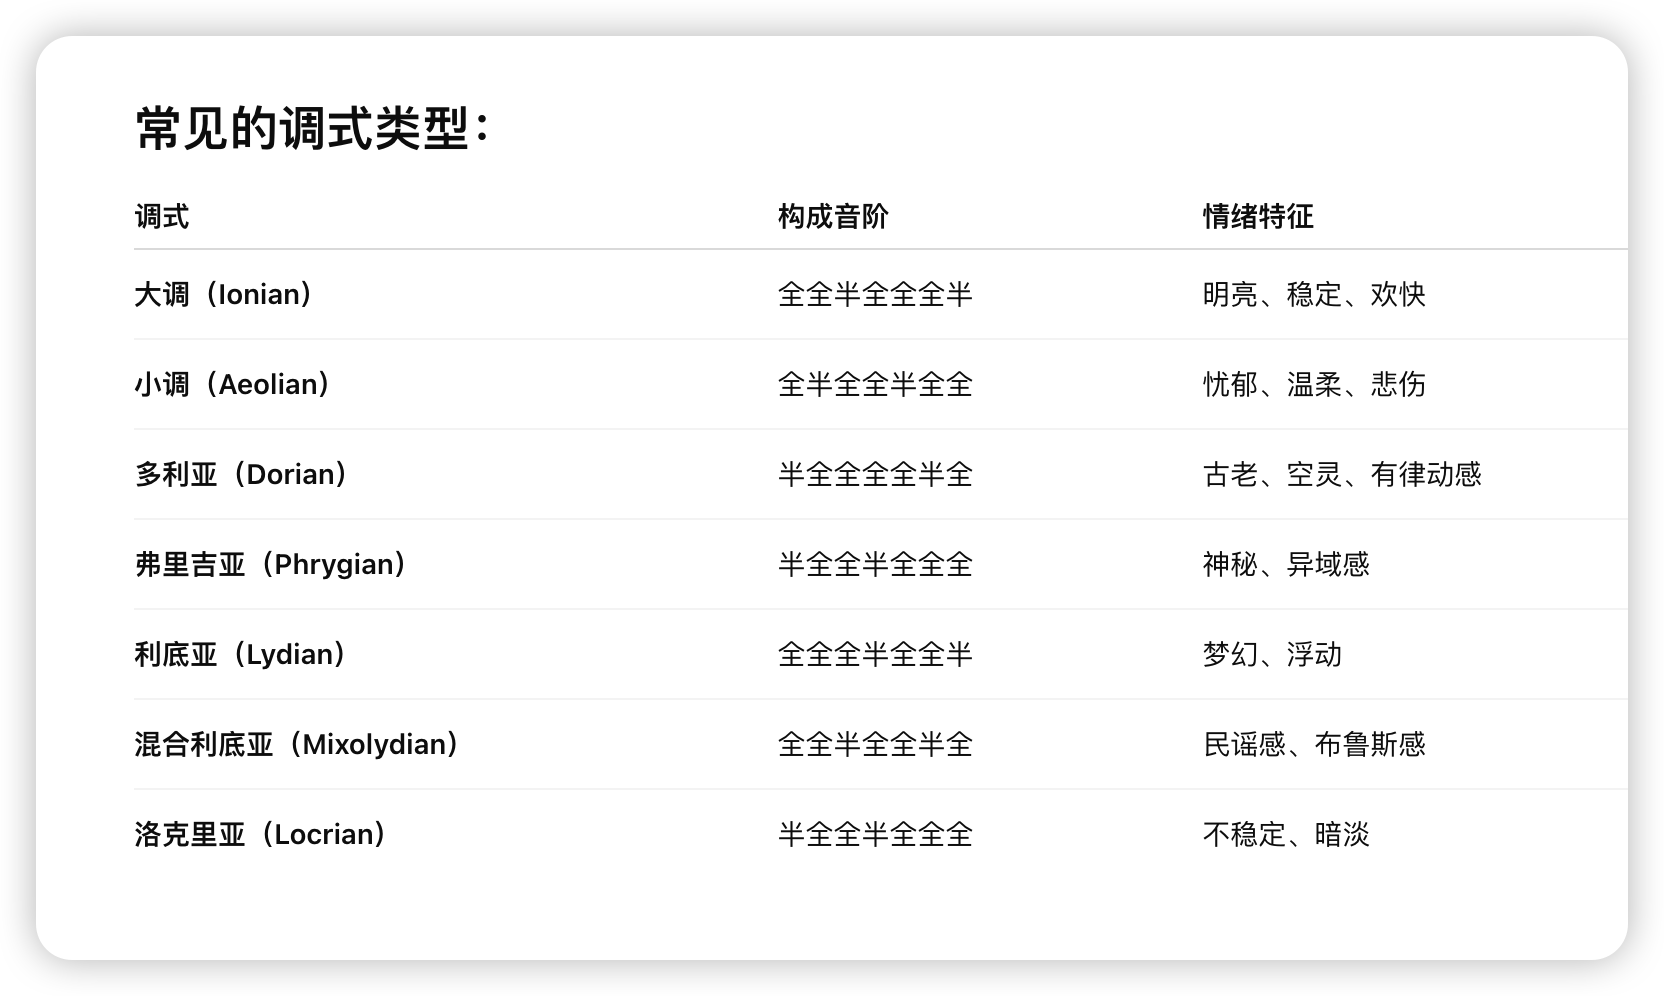 常见的调式类型：
调式 构成音阶 情绪特征
大调（Ionian） 全全半全全全半 明亮、稳定、欢快
小调（Aeolian） 全半全全半全全 忧郁、温柔、悲伤
多利亚（Dorian） 半全全全全半全 古老、空灵、有律动感
弗里吉亚（Phrygian） 半全全半全全全 神秘、异域感
利底亚（Lydian） 全全全半全全半 梦幻、浮动
混合利底亚（Mixolydian） 全全半全全半全 民谣感、布鲁斯感
洛克里亚（Locrian） 半全全半全全全 不稳定、暗淡